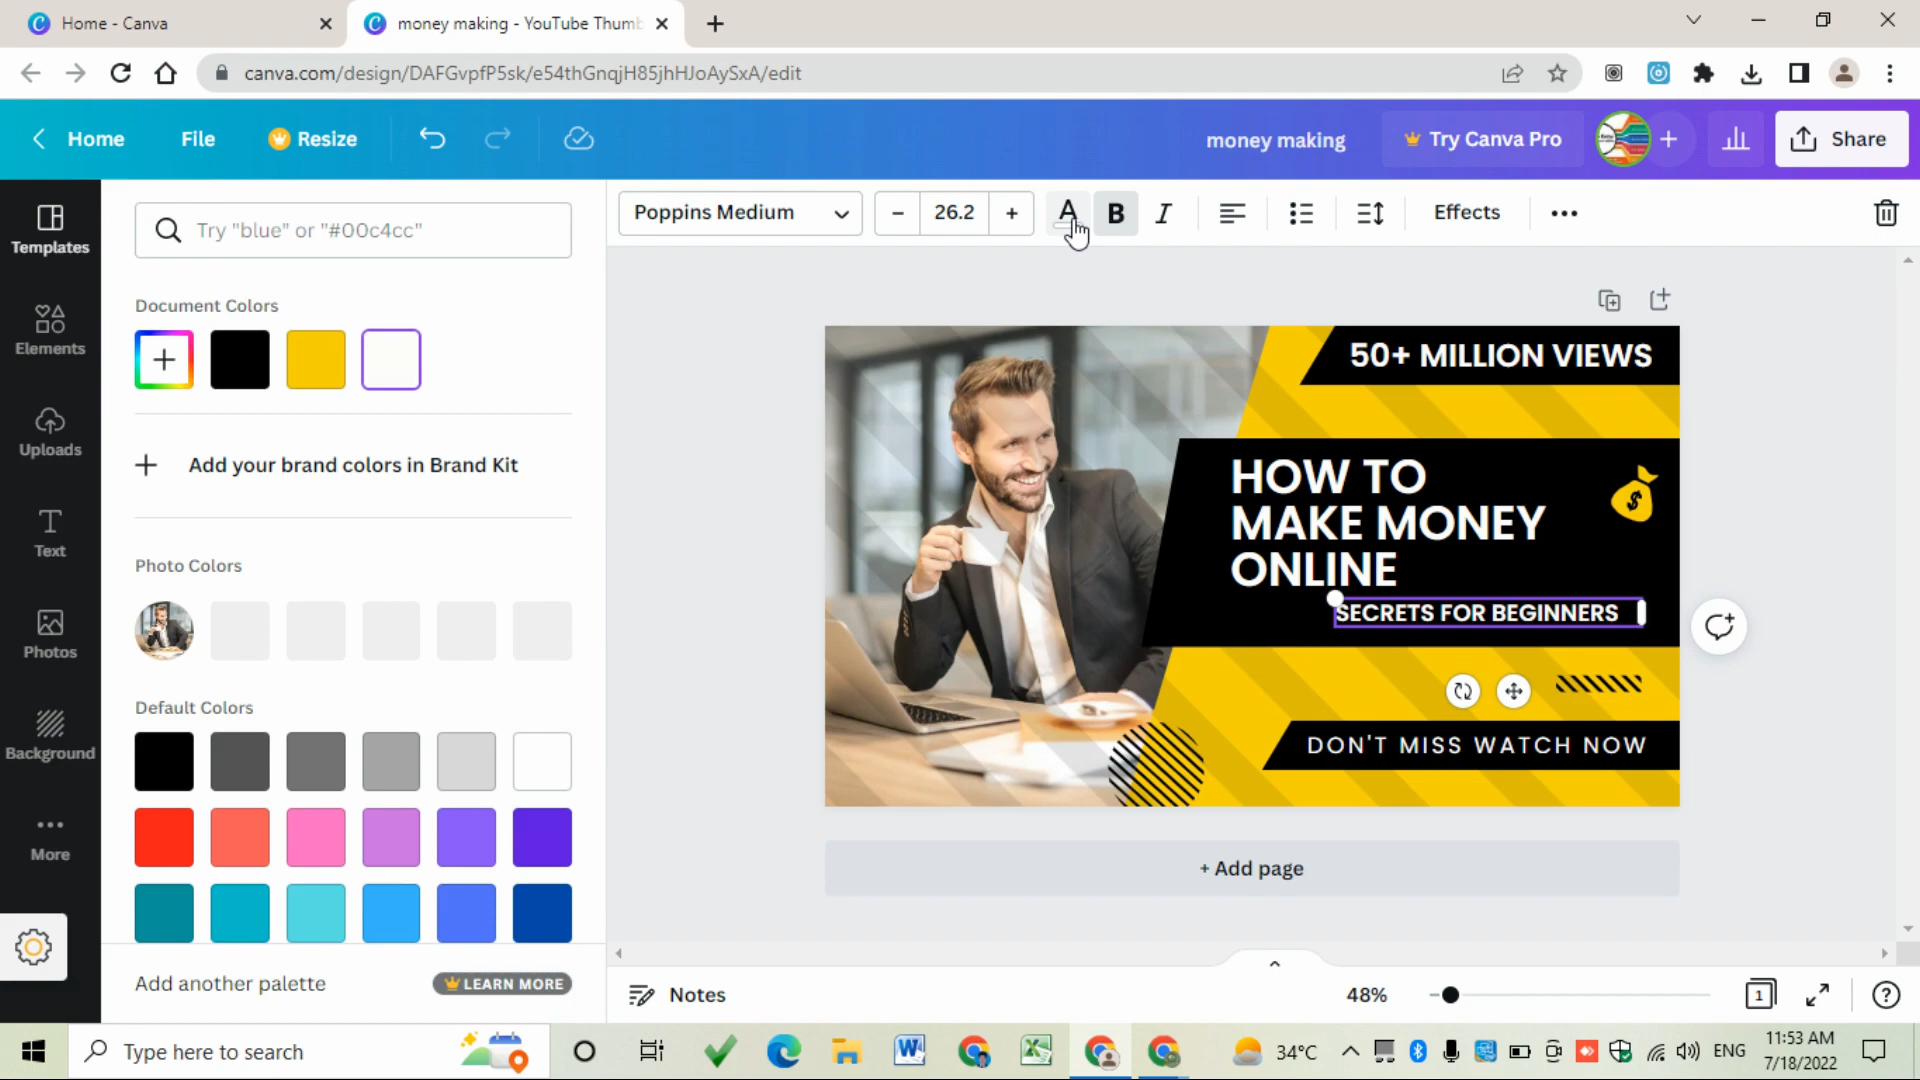 Home - Canva
money making - YouTube Thumb
canva.com/design/DAFGvpfP5sk/e54thGnqjH85jhHJoAySxA/edit
Home
File
Resize
money making
Try Canva Pro
Share
Templates
Elements
Uploads
Text
Photos
Background
More
Try "blue" or "#00c4cc"
Document Colors
Add your brand colors in Brand Kit
Photo Colors
Default Colors
Add another palette
LEARN MORE
Poppins Medium
26.2
A
B
I
Effects
50+ MILLION VIEWS
HOW TO
MAKE MONEY
ONLINE
SECRETS FOR BEGINNERS
DON'T MISS WATCH NOW
+ Add page
Notes
48%
1
Type here to search
34°C
ENG
11:53 AM
7/18/2022